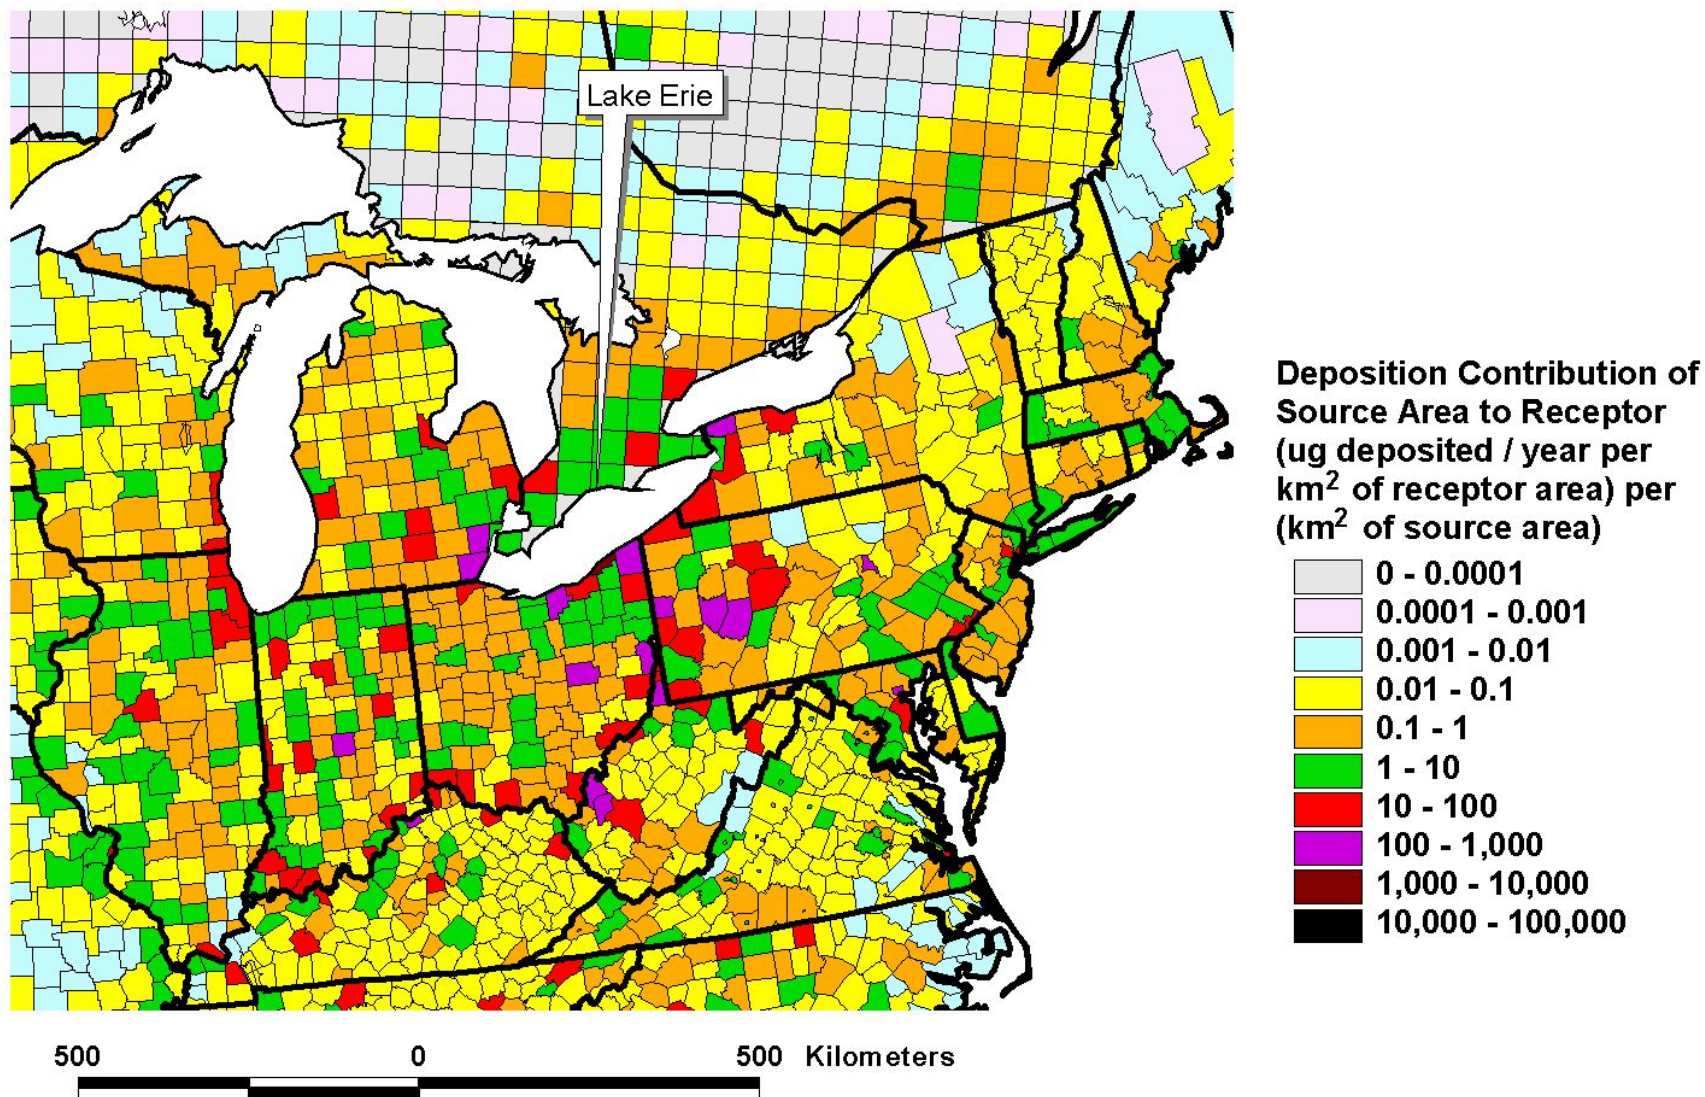 Lake Erie
Deposition Contribution of
Source Area to Receptor
(ug deposited / year per
km² of receptor area) per
(km² of source area)
0 - 0.0001
0.0001 - 0.001
0.001 - 0.01
0.01 - 0.1
0.1 - 1
1 - 10
10 - 100
100 - 1,000
1,000 - 10,000
10,000 - 100,000
500 0 500 Kilometers